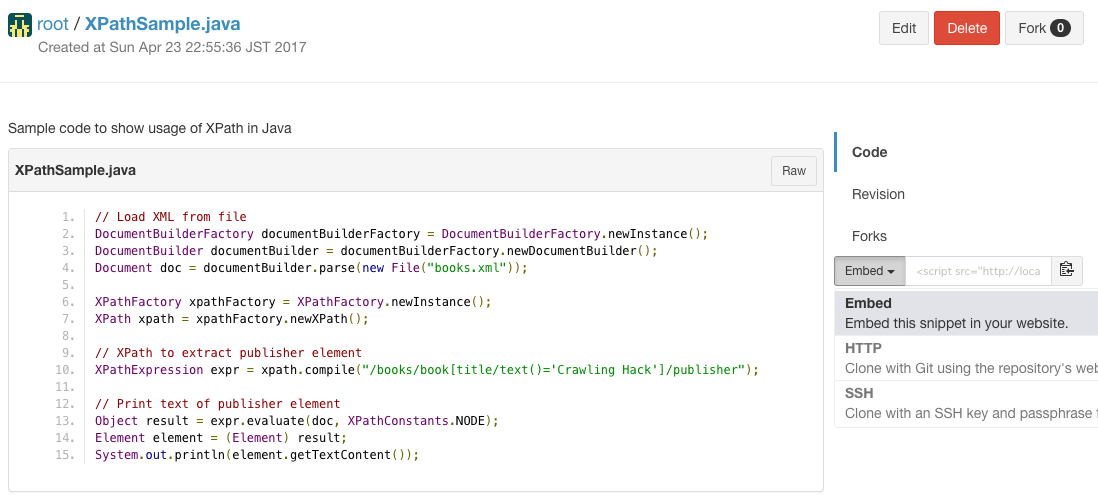 root / XPathSample.java
Created at Sun Apr 23 22:55:36 JST 2017
Edit
Delete
Fork 0
Sample code to show usage of XPath in Java
XPathSample.java
Raw
1. // Load XML from file
2. DocumentBuilderFactory documentBuilderFactory = DocumentBuilderFactory.newInstance();
3. DocumentBuilder documentBuilder = documentBuilderFactory.newDocumentBuilder();
4. Document doc = documentBuilder.parse(new File("books.xml"));
5.
6. XPathFactory xpathFactory = XPathFactory.newInstance();
7. XPath xpath = xpathFactory.newXPath();
8.
9. // XPath to extract publisher element
10. XPathExpression expr = xpath.compile("/books/book[title/text()='Crawling Hack']/publisher");
11.
12. // Print text of publisher element
13. Object result = expr.evaluate(doc, XPathConstants.NODE);
14. Element element = (Element) result;
15. System.out.println(element.getTextContent());
Code
Revision
Forks
Embed
<script src="http://loca
Embed
Embed this snippet in your website.
HTTP
Clone with Git using the repository's web
SSH
Clone with an SSH key and passphrase f